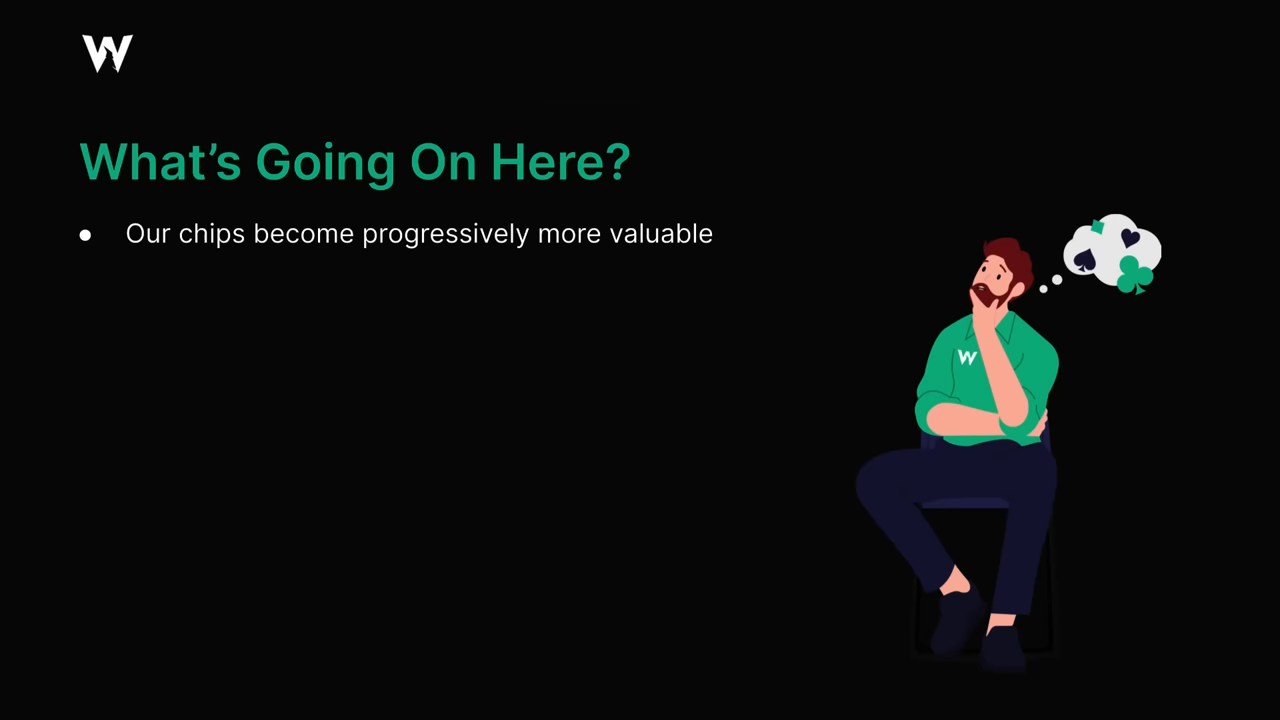 W
What’s Going On Here?
● Our chips become progressively more valuable
W